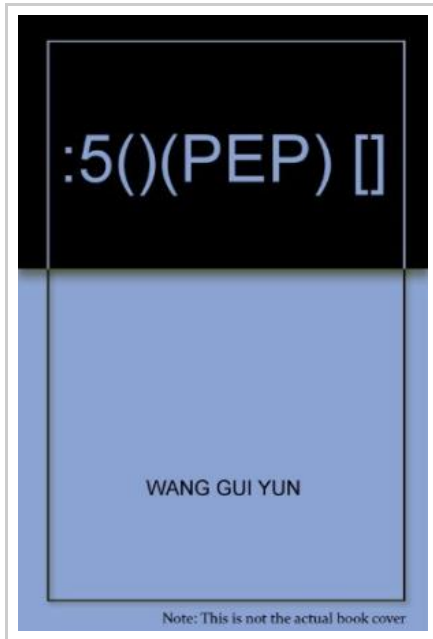 :5()(PEP) []
WANG GUI YUN
Note: This is not the actual book cover